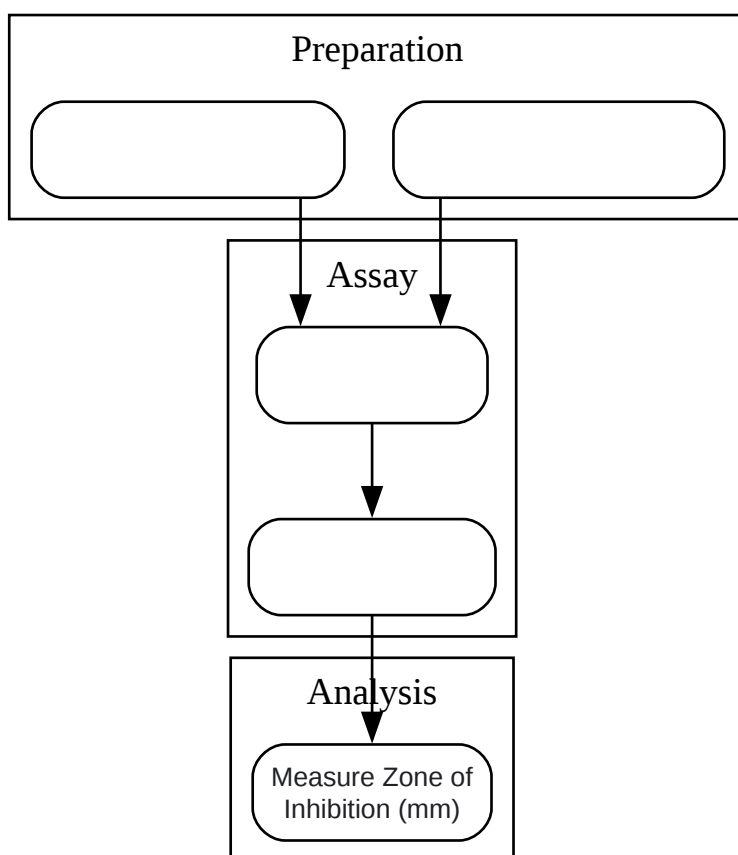 Preparation
Assay
Analysis
Measure Zone of
Inhibition (mm)